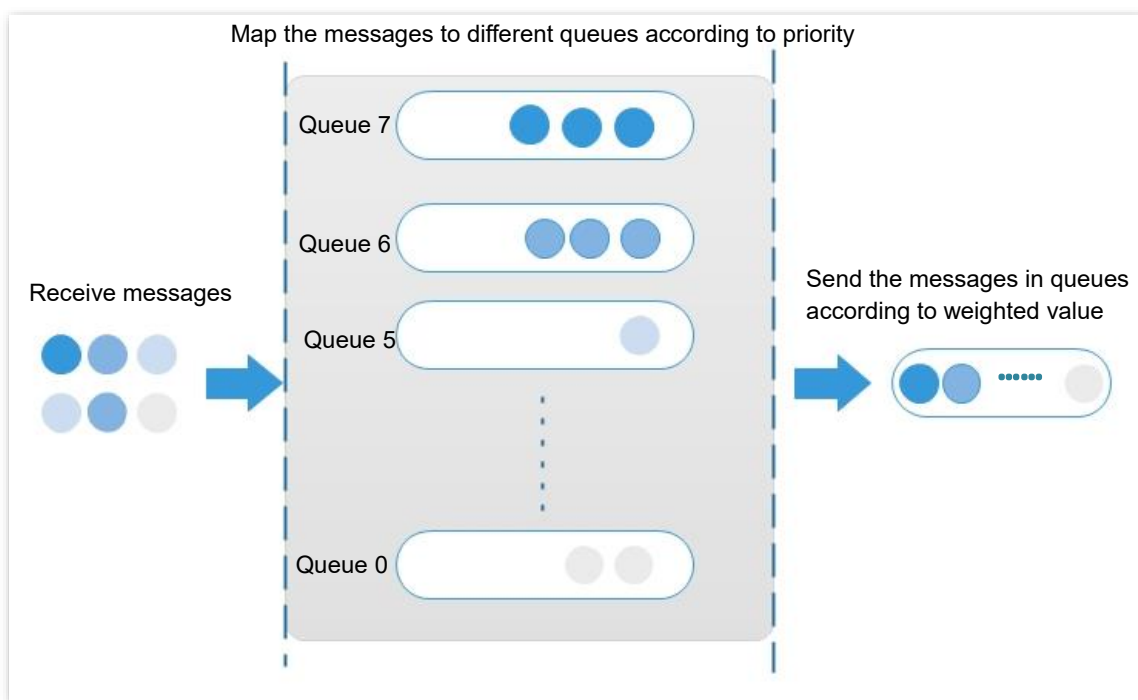 Map the messages to different queues according to priority
Queue 7
Queue 6
Receive messages
Queue 5
Send the messages in queues
according to weighted value
Queue 0